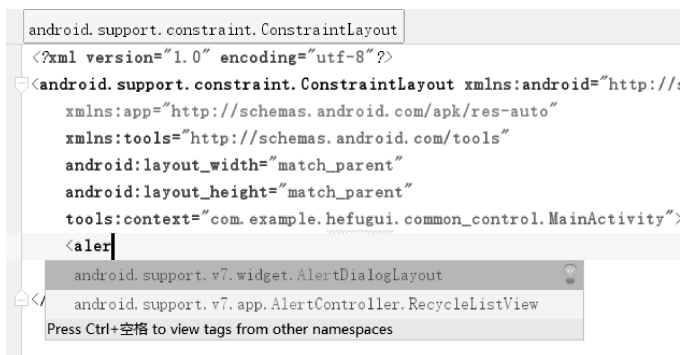 android.support.constraint.ConstraintLayout
<?xml version="1.0" encoding="utf-8"?>
<android.support.constraint.ConstraintLayout xmlns:android="http://s
xmlns:app="http://schemas.android.com/apk/res-auto"
xmlns:tools="http://schemas.android.com/tools"
android:layout_width="match_parent"
android:layout_height="match_parent"
tools:context="com.example.hefugui.common_control.MainActivity">
<aler
android.support.v7.widget.AlertDialogLayout
android.support.v7.app.AlertController.RecycleListView
</
Press Ctrl+空格 to view tags from other namespaces